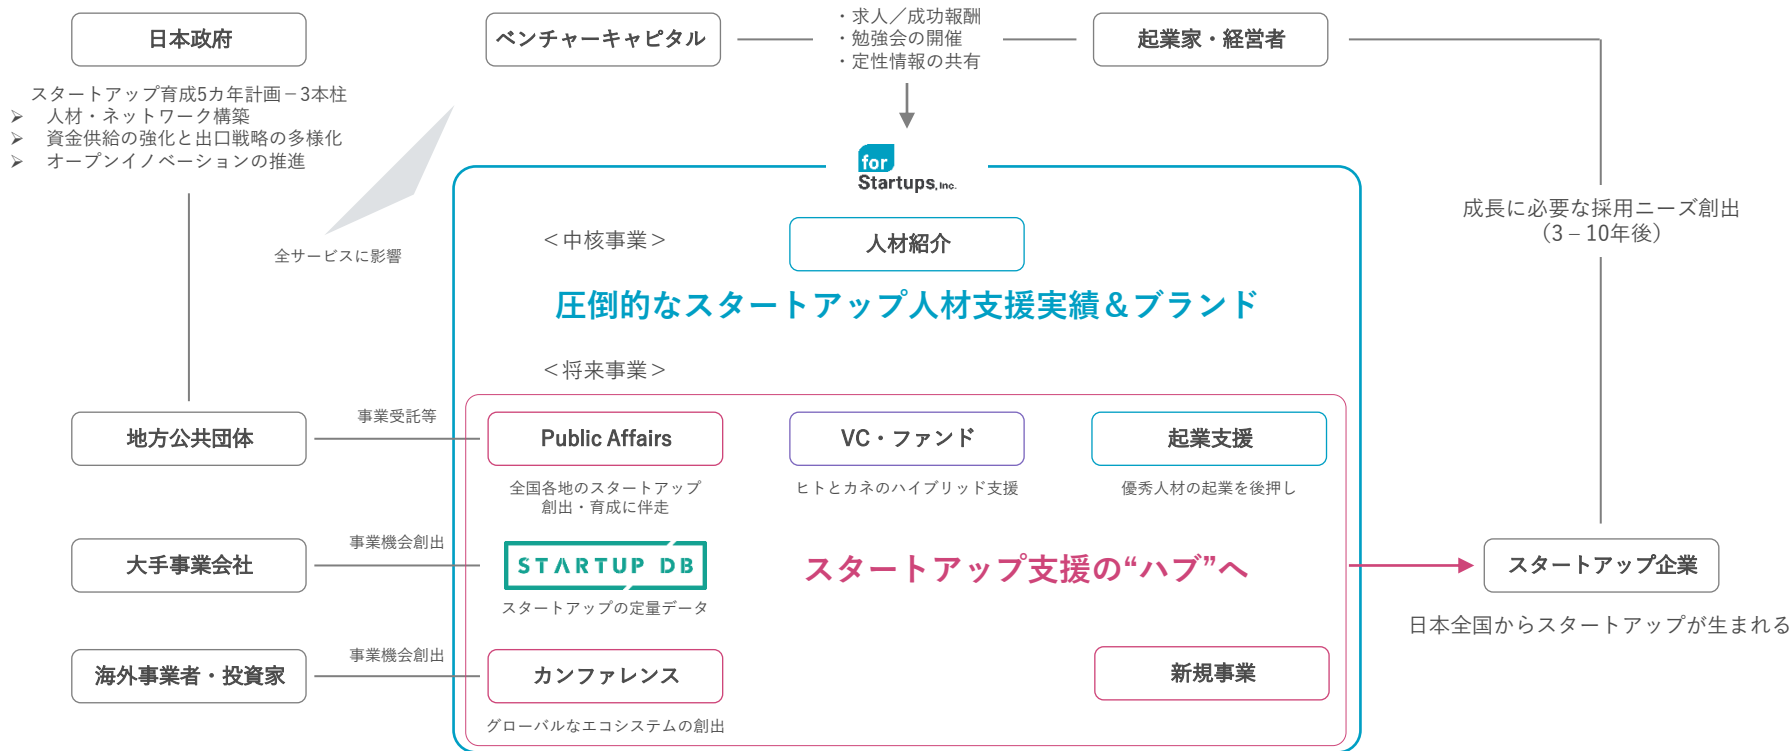 日本政府
ベンチャーキャピタル
・求人／成功報酬
・勉強会の開催
・定性情報の共有
起業家・経営者
スタートアップ育成5カ年計画－3本柱
➢ 人材・ネットワーク構築
➢ 資金供給の強化と出口戦略の多様化
➢ オープンイノベーションの推進
全サービスに影響
for
Startups,Inc.
＜中核事業＞
人材紹介
圧倒的なスタートアップ人材支援実績＆ブランド
成長に必要な採用ニーズ創出
（3 – 10年後）
＜将来事業＞
地方公共団体
事業受託等
Public Affairs
全国各地のスタートアップ
創出・育成に伴走
VC・ファンド
ヒトとカネのハイブリッド支援
起業支援
優秀人材の起業を後押し
大手事業会社
事業機会創出
STARTUP DB
スタートアップの定量データ
スタートアップ支援の“ハブ”へ
スタートアップ企業
日本全国からスタートアップが生まれる
海外事業者・投資家
事業機会創出
カンファレンス
グローバルなエコシステムの創出
新規事業